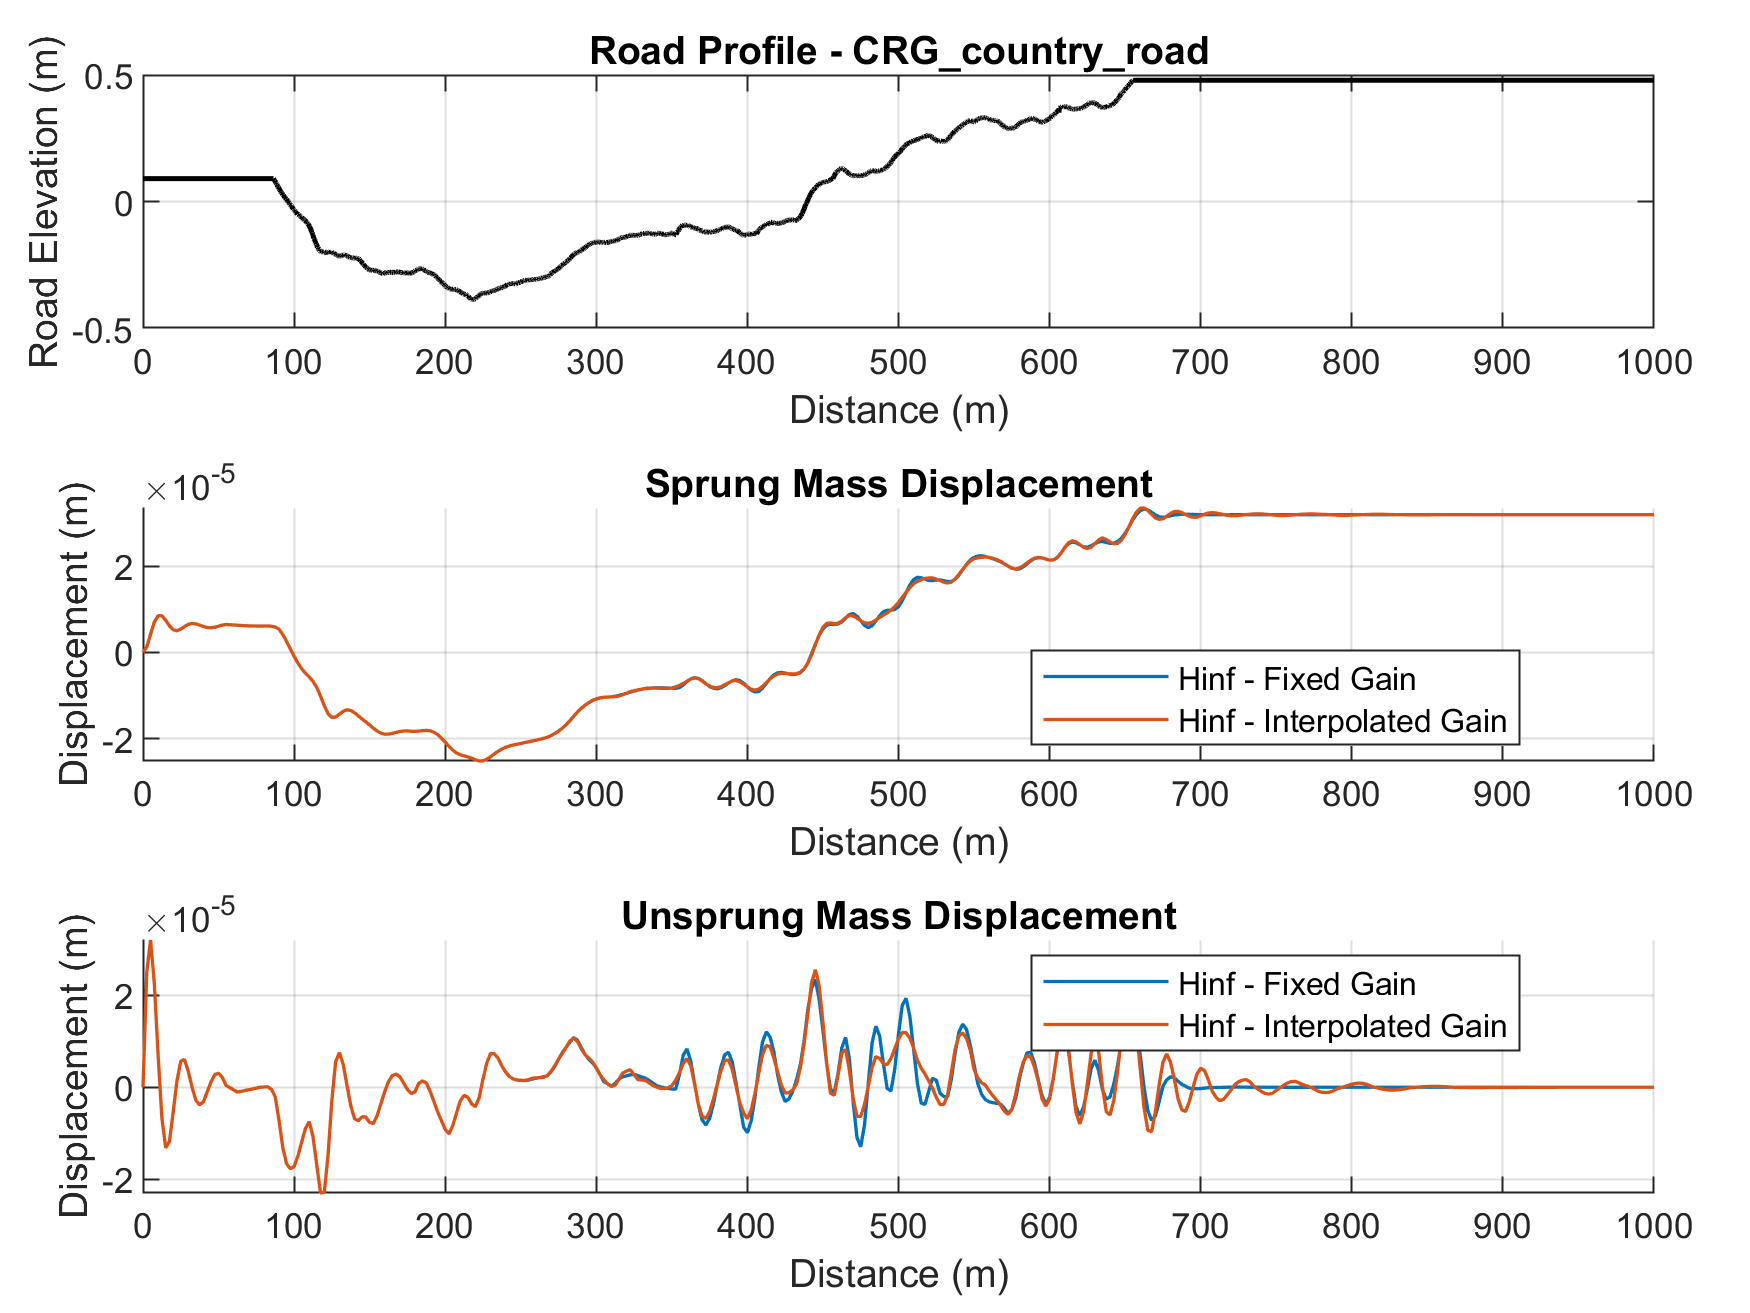 Road Profile - CRG_country_road
Road Elevation (m)
0.5
0
-0.5
0 100 200 300 400 500 600 700 800 900 1000
Distance (m)
Sprung Mass Displacement
×10-5
Displacement (m)
2
0
-2
Hinf - Fixed Gain
Hinf - Interpolated Gain
0 100 200 300 400 500 600 700 800 900 1000
Distance (m)
Unsprung Mass Displacement
×10-5
Displacement (m)
2
0
-2
Hinf - Fixed Gain
Hinf - Interpolated Gain
0 100 200 300 400 500 600 700 800 900 1000
Distance (m)